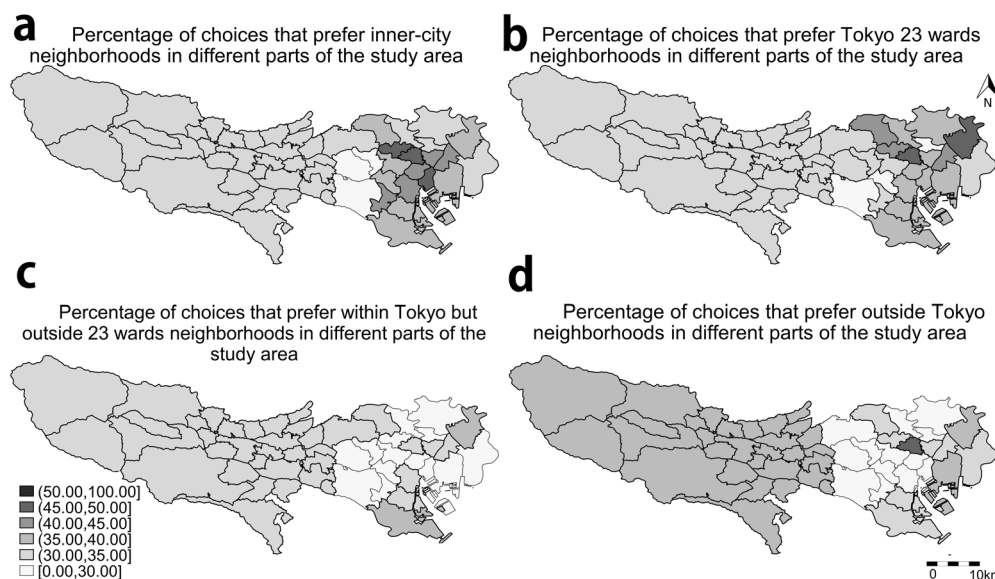 a
Percentage of choices that prefer inner-city
neighborhoods in different parts of the study area
b
Percentage of choices that prefer Tokyo 23 wards
neighborhoods in different parts of the study area
N
c
Percentage of choices that prefer within Tokyo but
outside 23 wards neighborhoods in different parts of the
study area
d
Percentage of choices that prefer outside Tokyo
neighborhoods in different parts of the study area
(50.00,100.00]
(45.00,50.00]
(40.00,45.00]
(35.00,40.00]
(30.00,35.00]
[0.00,30.00]
0 10km